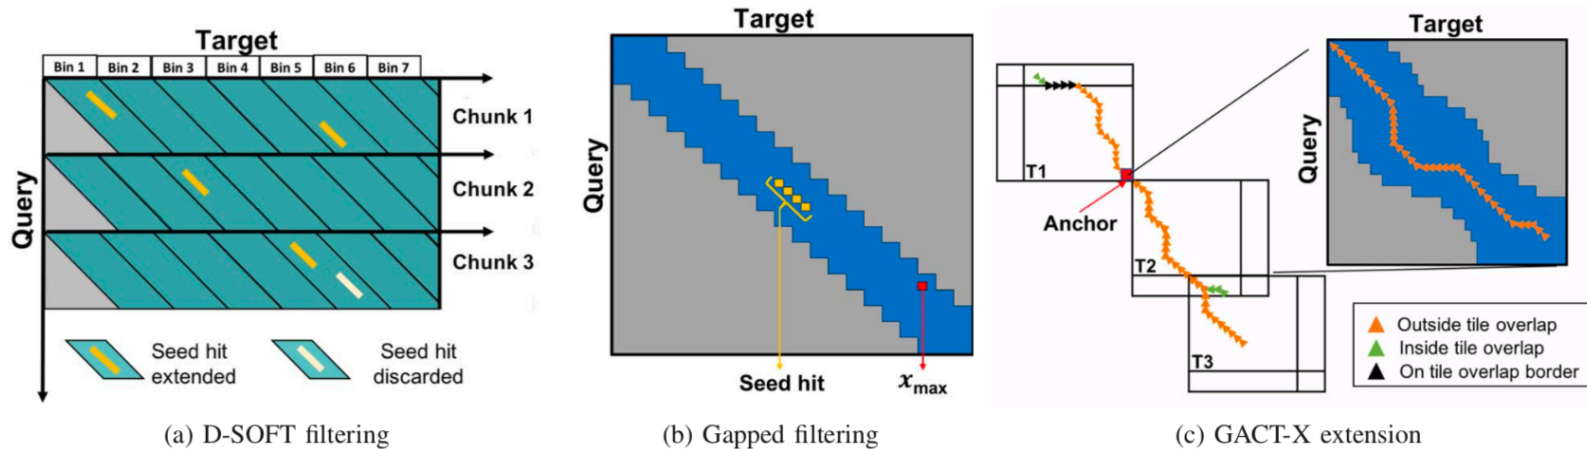 Target
Bin 1 Bin 2 Bin 3 Bin 4 Bin 5 Bin 6 Bin 7
Query
Chunk 1
Chunk 2
Chunk 3
Seed hit
extended
Seed hit
discarded
(a) D-SOFT filtering
Target
Query
Seed hit
xmax
(b) Gapped filtering
T1
Anchor
T2
T3
Target
Query
Outside tile overlap
Inside tile overlap
On tile overlap border
(c) GACT-X extension